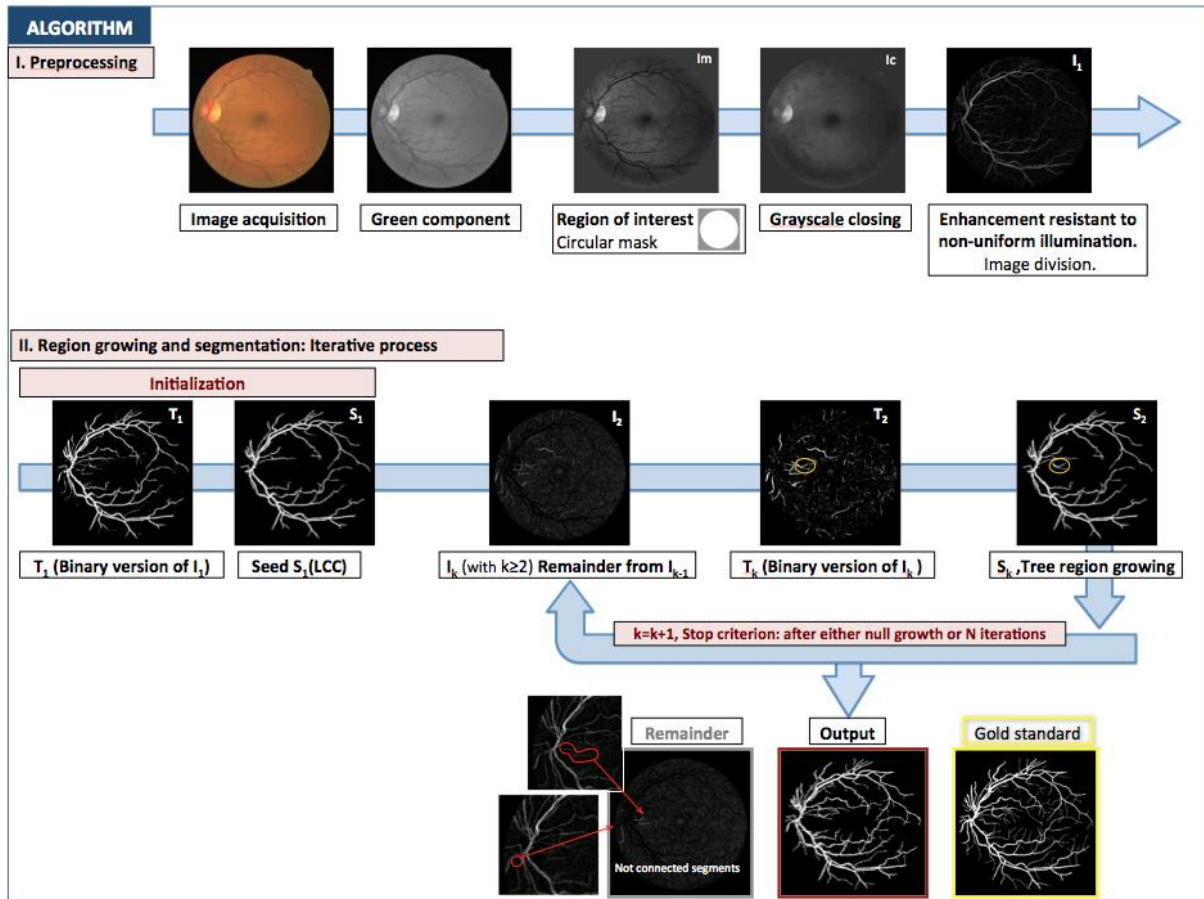 ALGORITHM
I. Preprocessing
Im
Ic
I1
Image acquisition
Green component
Region of interest
Circular mask
Grayscale closing
Enhancement resistant to
non-uniform illumination.
Image division.
II. Region growing and segmentation: Iterative process
Initialization
T1
S1
I2
T2
S2
T1 (Binary version of I1)
Seed S1(LCC)
Ik (with k≥2) Remainder from Ik-1
Tk (Binary version of Ik )
Sk ,Tree region growing
k=k+1, Stop criterion: after either null growth or N iterations
Remainder
Output
Gold standard
Not connected segments